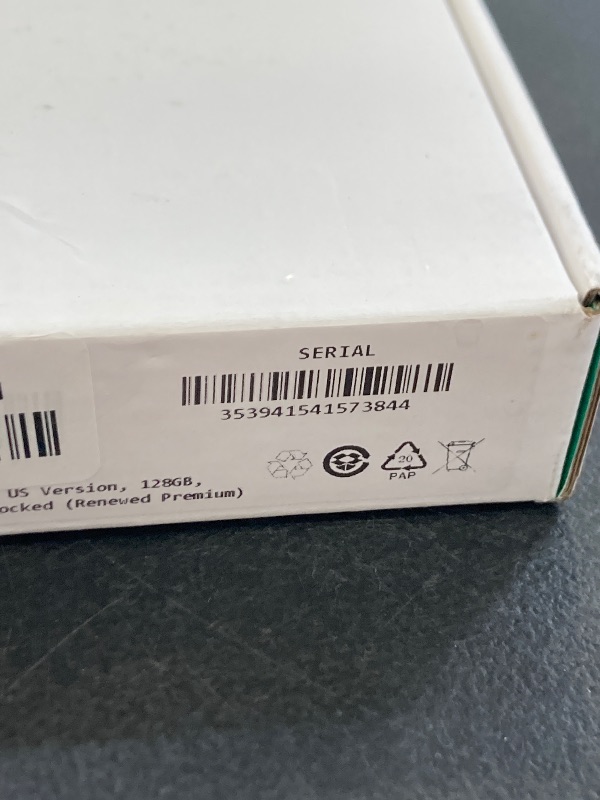 SERIAL
353941541573844
20
PAP
US Version, 128GB,
ocked (Renewed Premium)